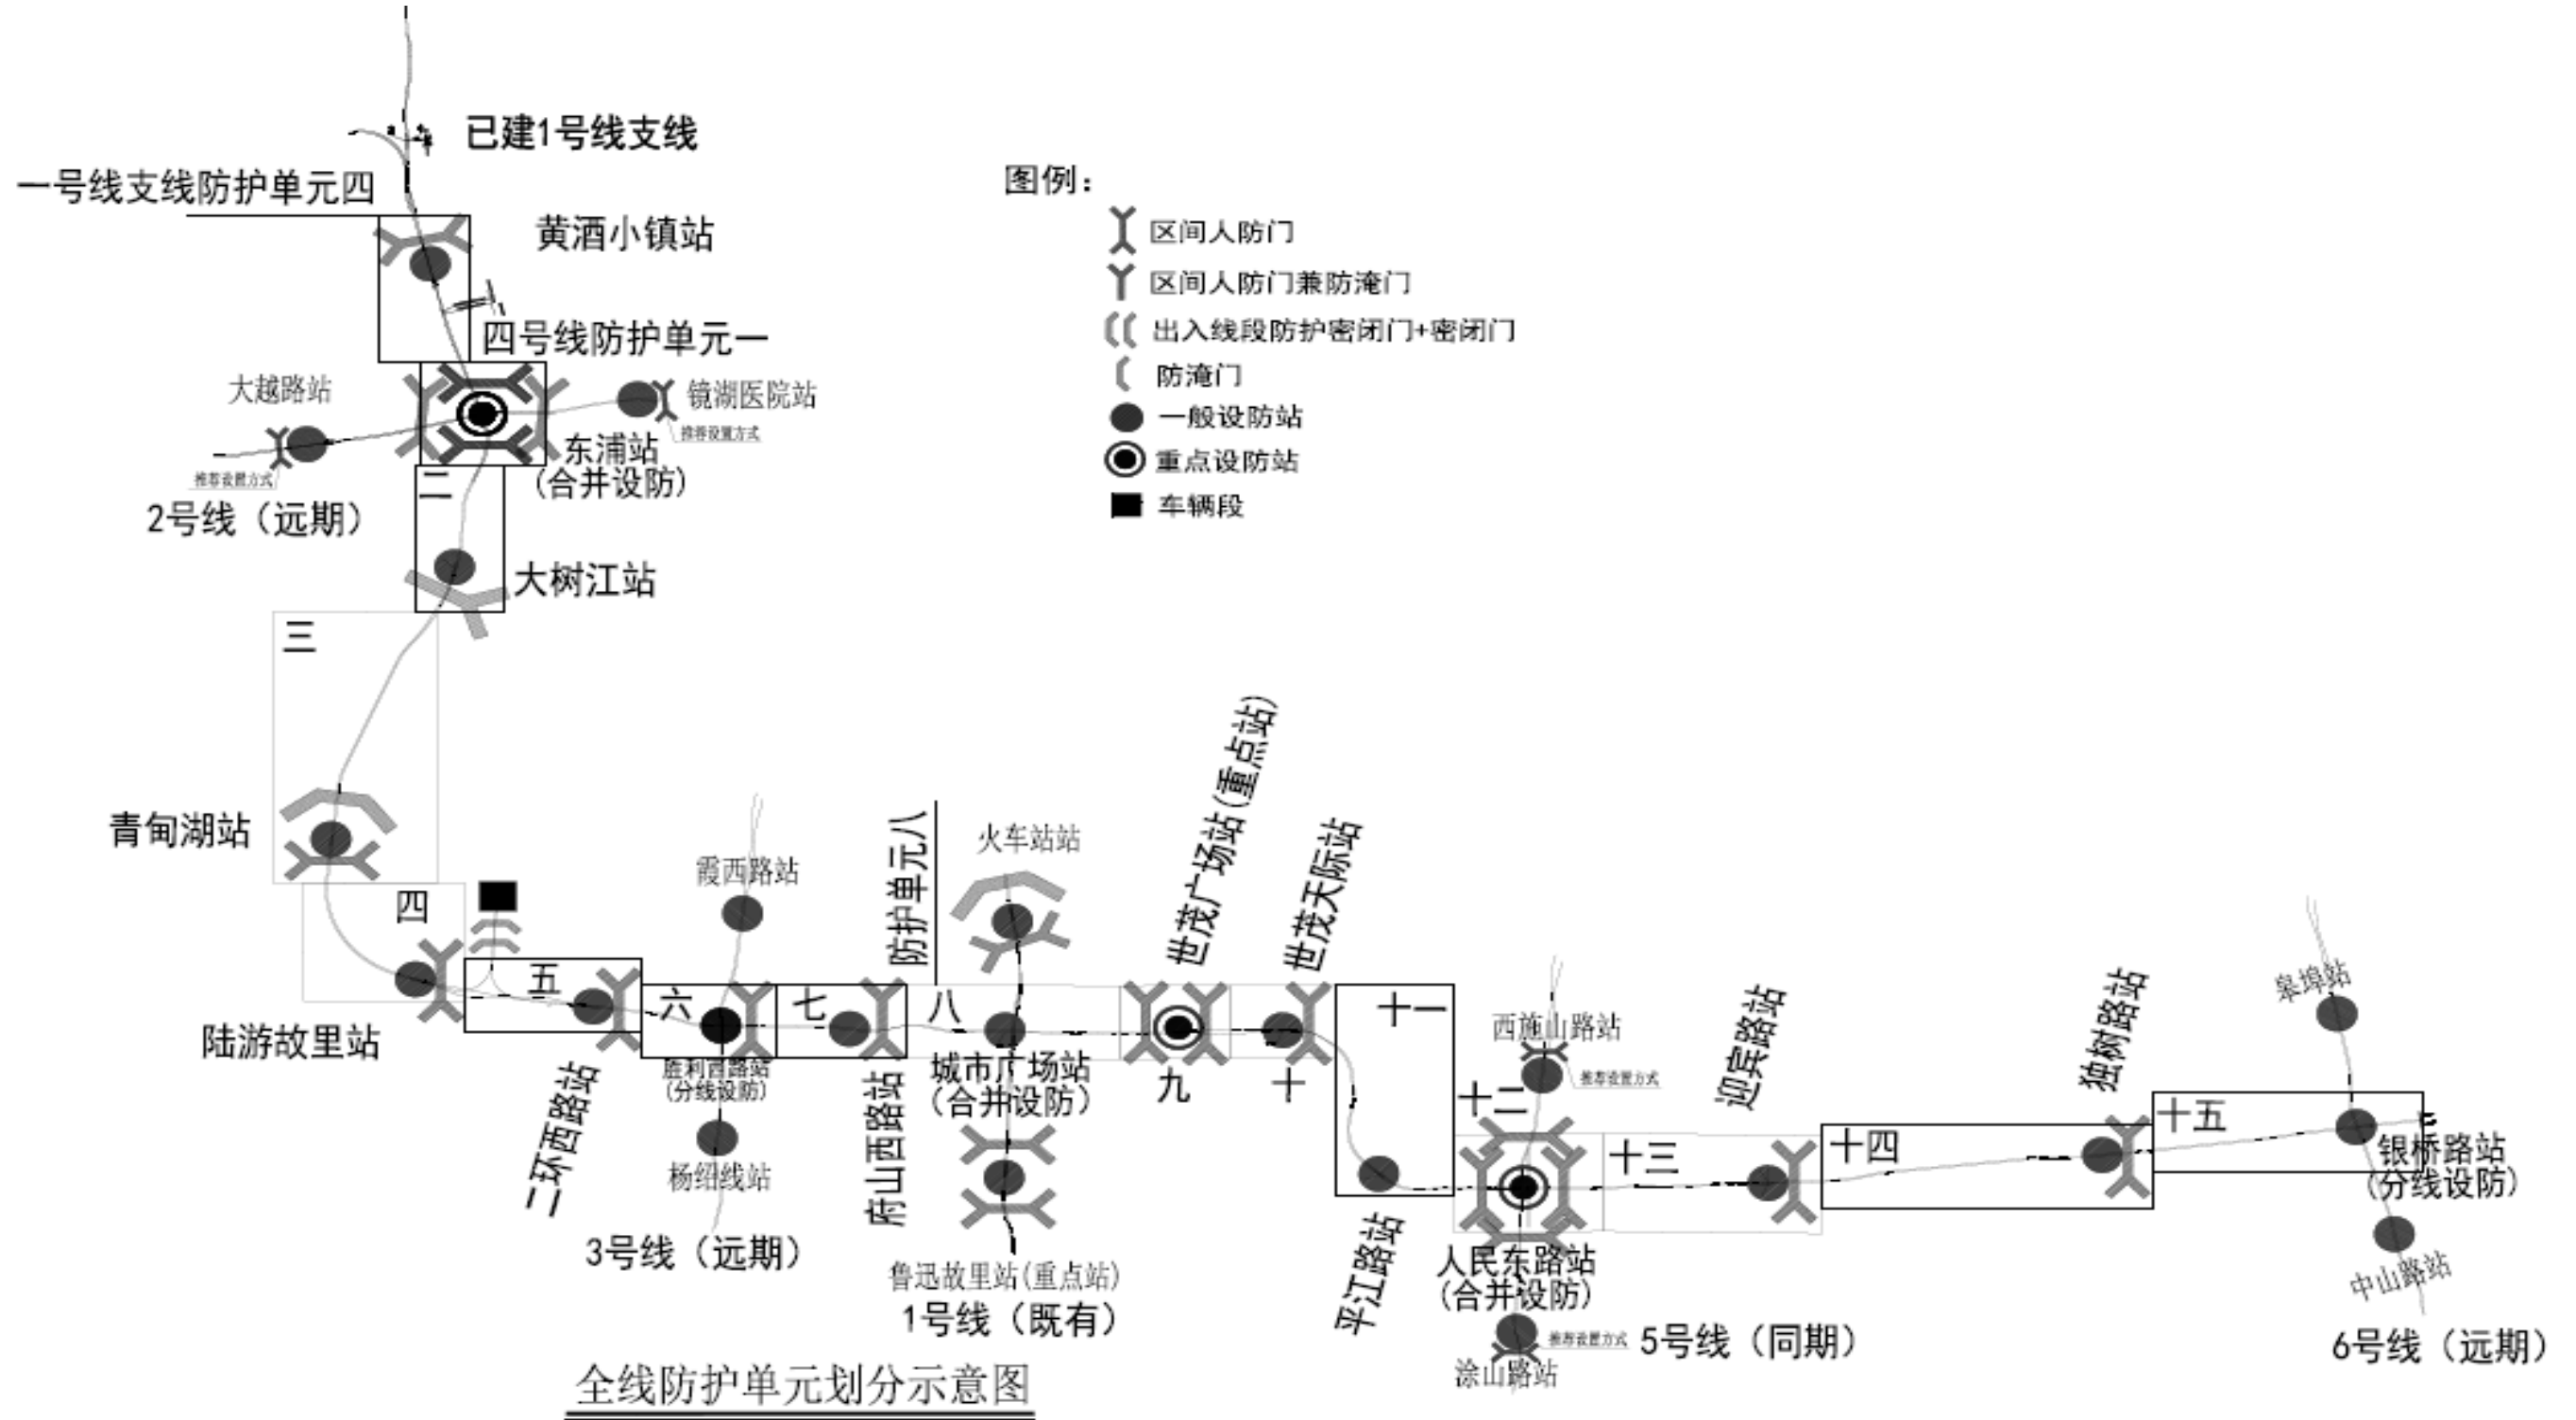 已建1号线支线
一号线支线防护单元四
黄酒小镇站
图例：
区间人防门
区间人防门兼防淹门
出入线段防护密闭门+密闭门
防淹门
一般设防站
重点设防站
车辆段
四号线防护单元一
大越路站
镜湖医院站
推荐设置方式
东浦站
(合并设防)
推荐设置方式
2号线（远期）
二
大树江站
三
青甸湖站
四
陆游故里站
五
二环西路站
霞西路站
六
胜利西路站
(分线设防)
杨绍线站
3号线（远期）
七
府山西路站
防护单元八
八
火车站站
城市广场站
（合并设防）
鲁迅故里站(重点站)
1号线（既有）
世茂广场站(重点站)
九
世茂天际站
十
十一
平江路站
十二
西施山路站
推荐设置方式
人民东路站
(合并设防)
推荐设置方式
涂山路站
5号线（同期）
十三
迎宾路站
十四
独树路站
十五
皋埠站
银桥路站
(分线设防)
中山路站
6号线（远期）
全线防护单元划分示意图